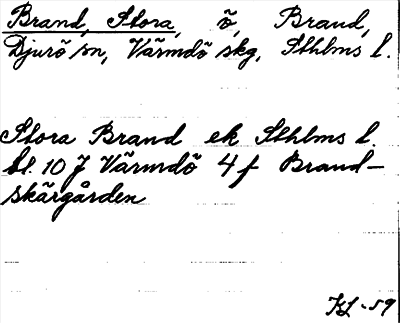 Brand, Stora, ö, Brand,
Djurö sn, Värmdö skg, Sthlms l.
Stora Brand ek Sthlms l.
bl. 10 J Värmdö 4 f Brand-
skärgården
KL -59